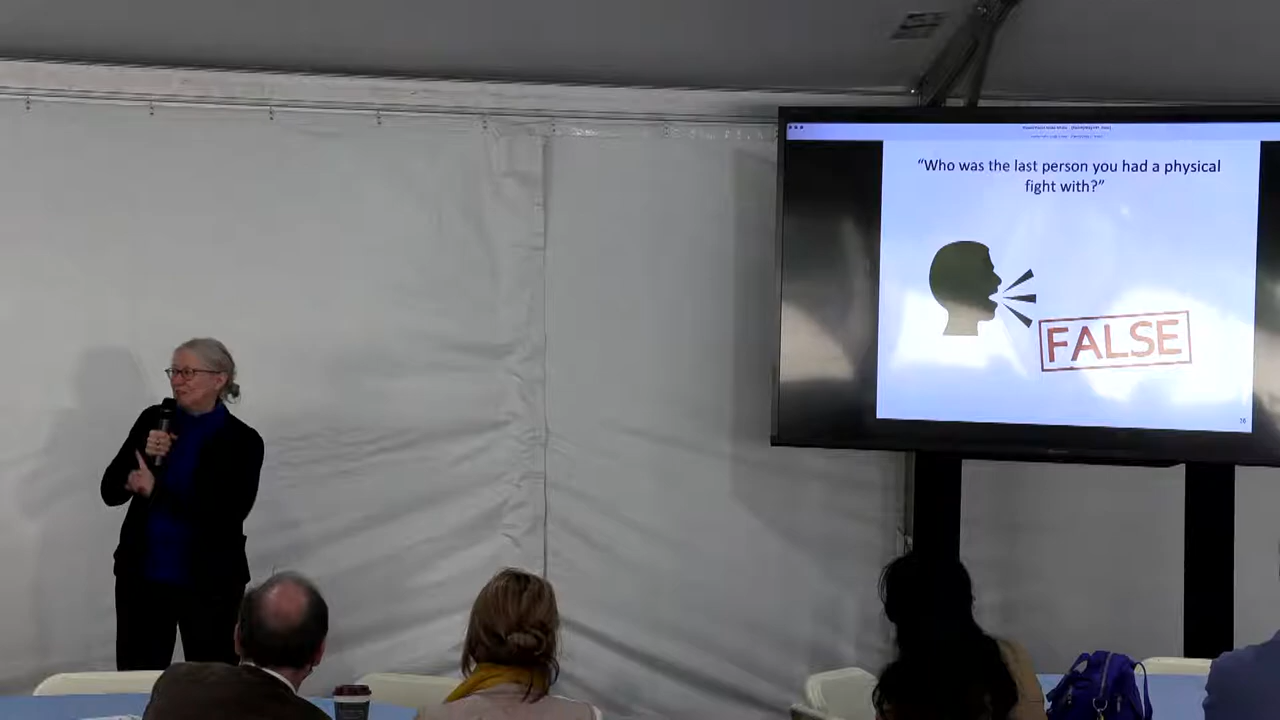 “Who was the last person you had a physical
fight with?”
FALSE